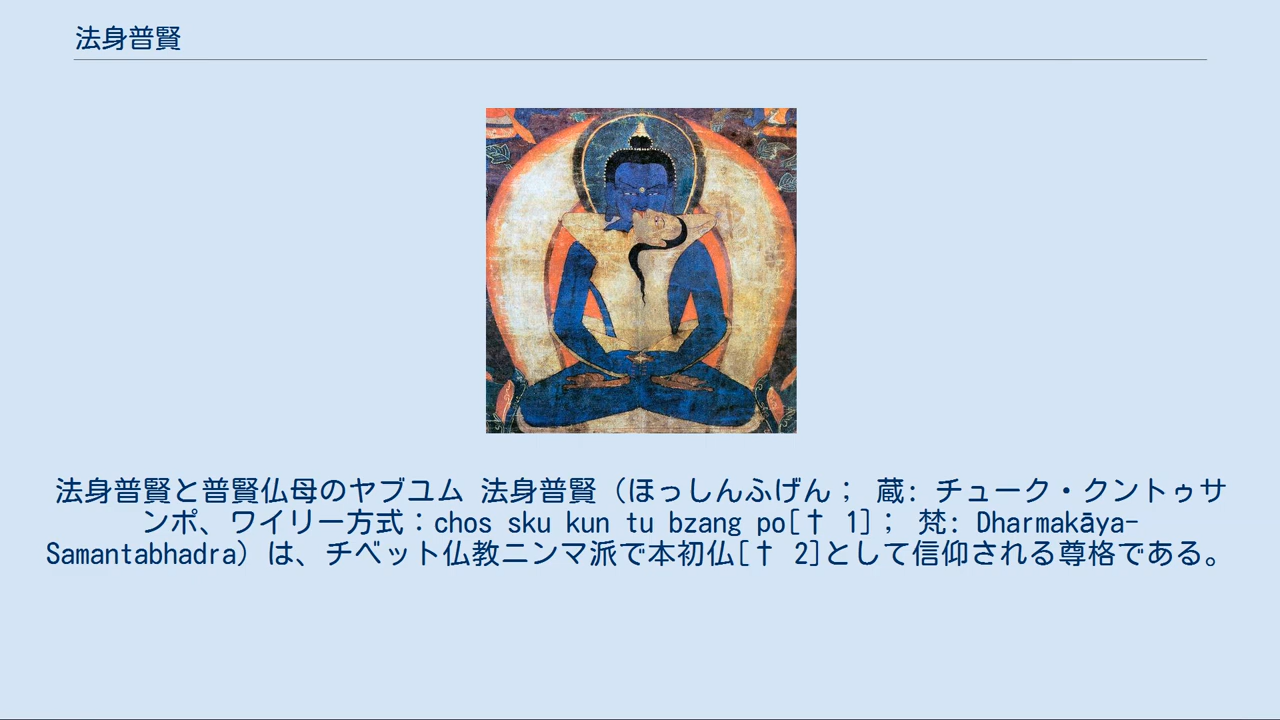 法身普賢
法身普賢と普賢仏母のヤブユム 法身普賢（ほっしんふげん； 蔵: チューク・クントゥサ
ンポ、ワイリー方式：chos sku kun tu bzang po[† 1]； 梵: Dharmakāya-
Samantabhadra）は、チベット仏教ニンマ派で本初仏[† 2]として信仰される尊格である。